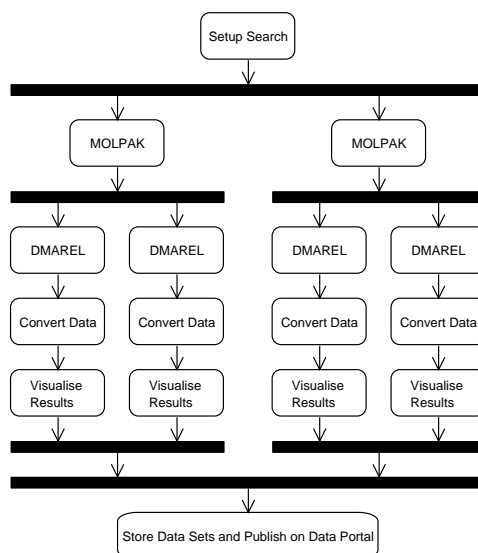 Setup Search
MOLPAK
MOLPAK
DMAREL
DMAREL
DMAREL
DMAREL
Convert Data
Convert Data
Convert Data
Convert Data
Visualise
Results
Visualise
Results
Visualise
Results
Visualise
Results
Store Data Sets and Publish on Data Portal